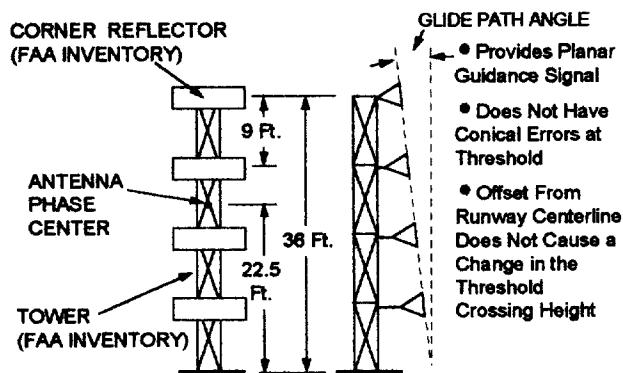 CORNER REFLECTOR
(FAA INVENTORY)
9 Ft.
ANTENNA
PHASE
CENTER
36 Ft.
22.5
Ft.
TOWER
(FAA INVENTORY)
GLIDE PATH ANGLE
• Provides Planar
Guidance Signal
• Does Not Have
Conical Errors at
Threshold
• Offset From
Runway Centerline
Does Not Cause a
Change in the
Threshold
Crossing Height